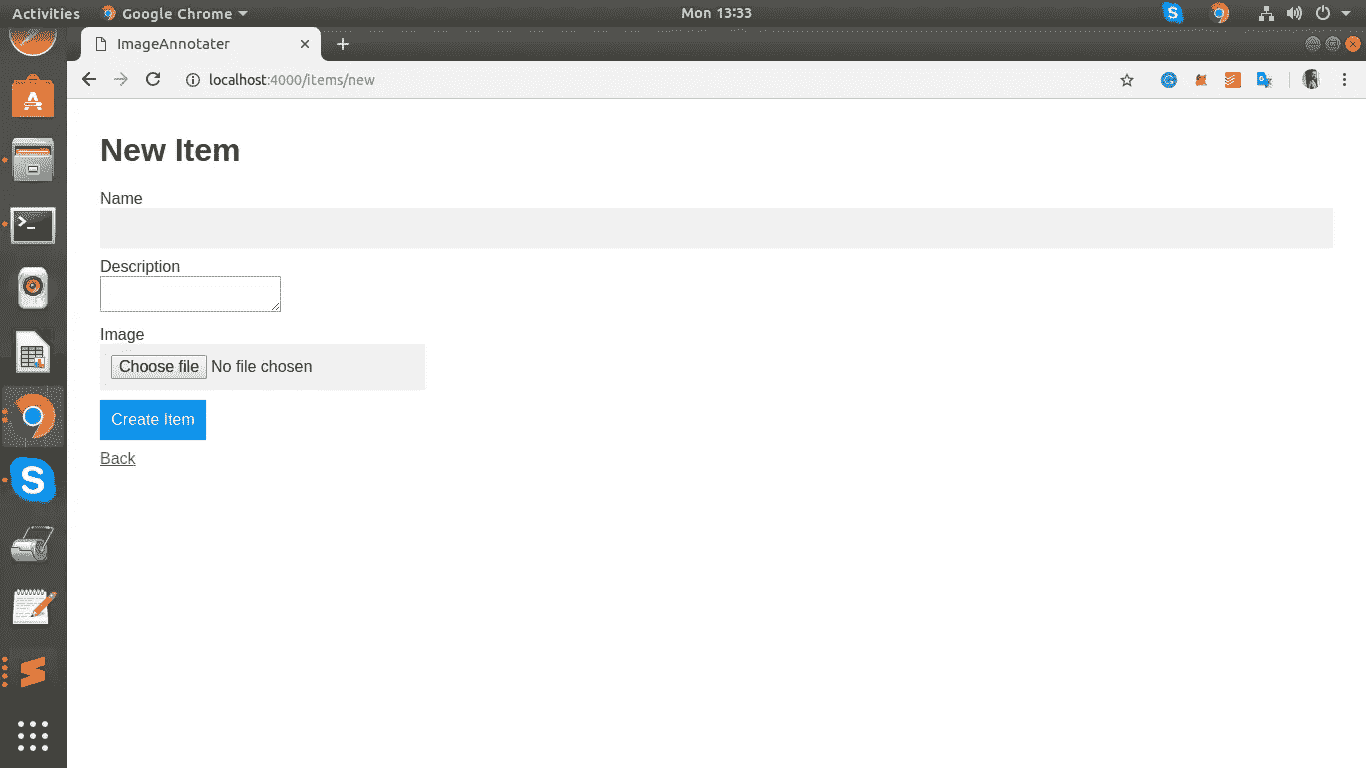 Activities Google Chrome Mon 13:33
ImageAnnotater
localhost:4000/items/new
New Item
Name
Description
Image
Choose file No file chosen
Create Item
Back